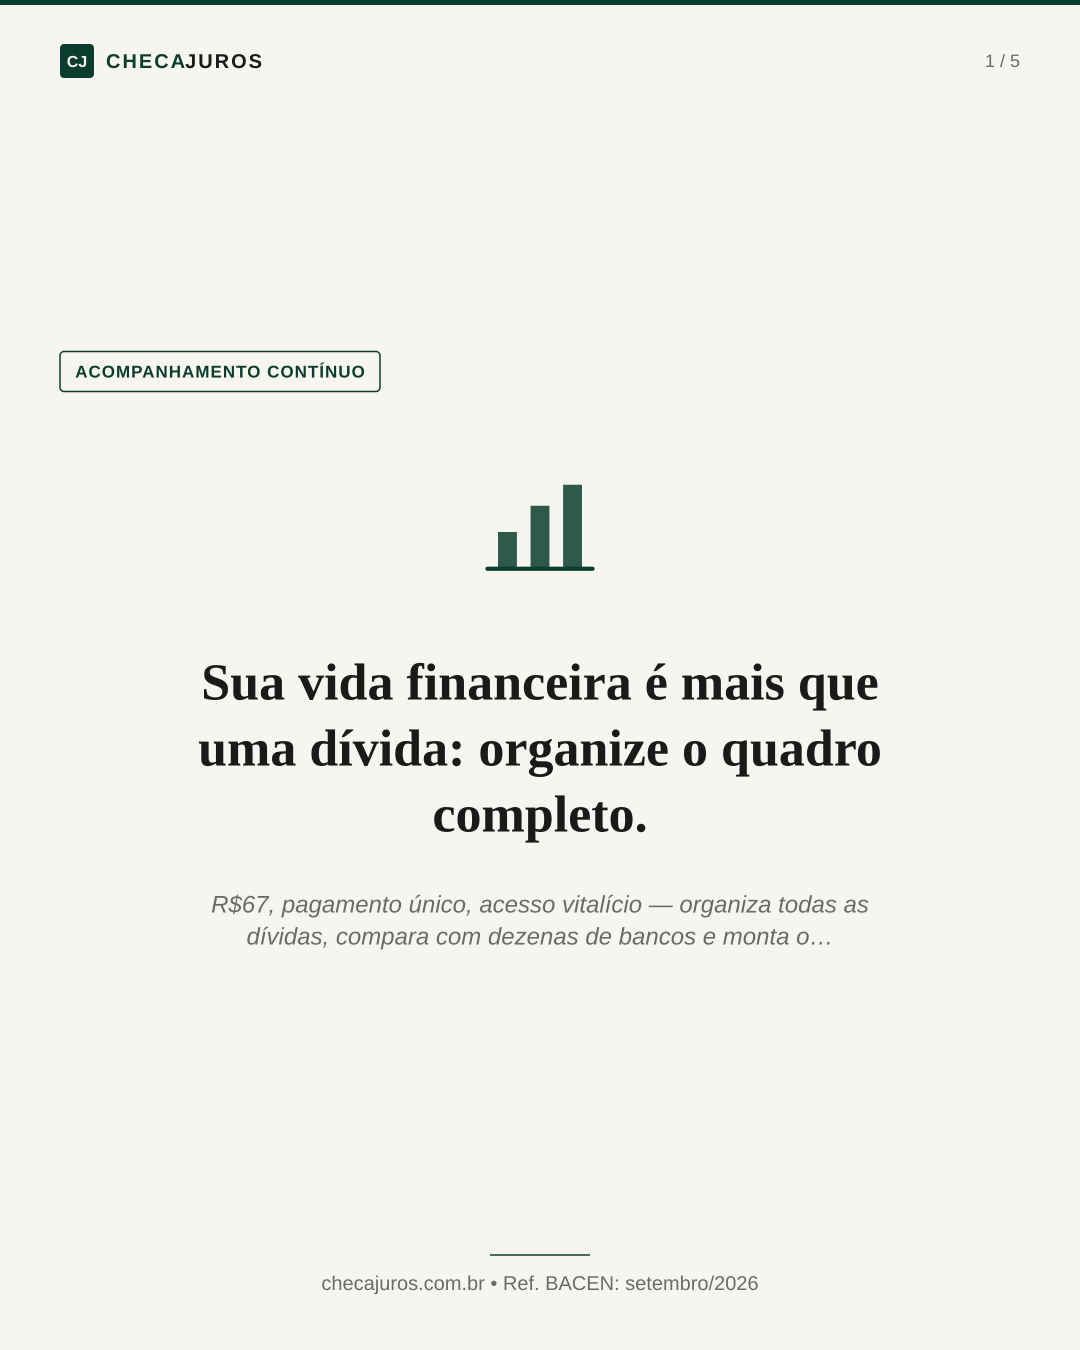 CJ CHECAJUROS
1 / 5
ACOMPANHAMENTO CONTÍNUO
Sua vida financeira é mais que
uma dívida: organize o quadro
completo.
R$67, pagamento único, acesso vitalício — organiza todas as
dívidas, compara com dezenas de bancos e monta o…
checajuros.com.br • Ref. BACEN: setembro/2026